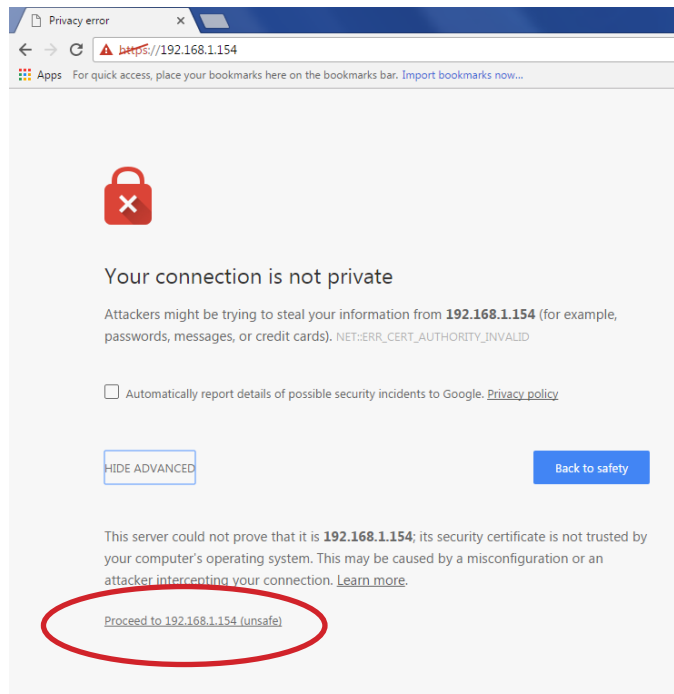 Privacy error
https://192.168.1.154
Apps For quick access, place your bookmarks here on the bookmarks bar. Import bookmarks now...
Your connection is not private
Attackers might be trying to steal your information from 192.168.1.154 (for example,
passwords, messages, or credit cards). NET::ERR_CERT_AUTHORITY_INVALID
Automatically report details of possible security incidents to Google. Privacy policy
HIDE ADVANCED
Back to safety
This server could not prove that it is 192.168.1.154; its security certificate is not trusted by
your computer's operating system. This may be caused by a misconfiguration or an
attacker intercepting your connection. Learn more.
Proceed to 192.168.1.154 (unsafe)